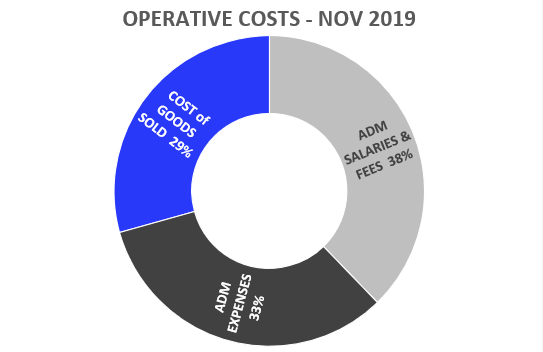 OPERATIVE COSTS - NOV 2019
COST of
GOODS
SOLD 29%
ADM
SALARIES &
FEES 38%
ADM
EXPENSES
33%